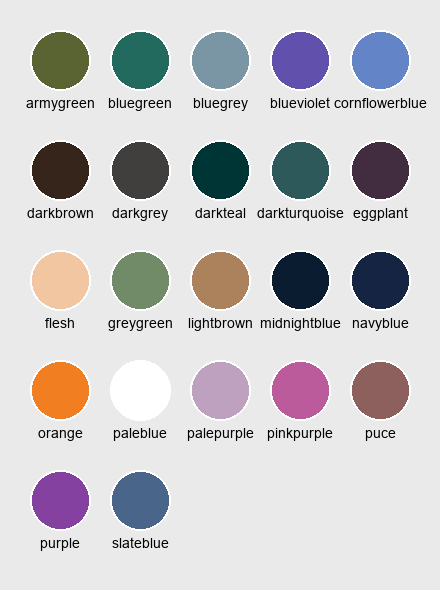 armygreen bluegreen bluegrey blueviolet cornflowerblue
darkbrown darkgrey darkteal darkturquoise eggplant
flesh greygreen lightbrown midnightblue navyblue
orange paleblue palepurple pinkpurple puce
purple slateblue